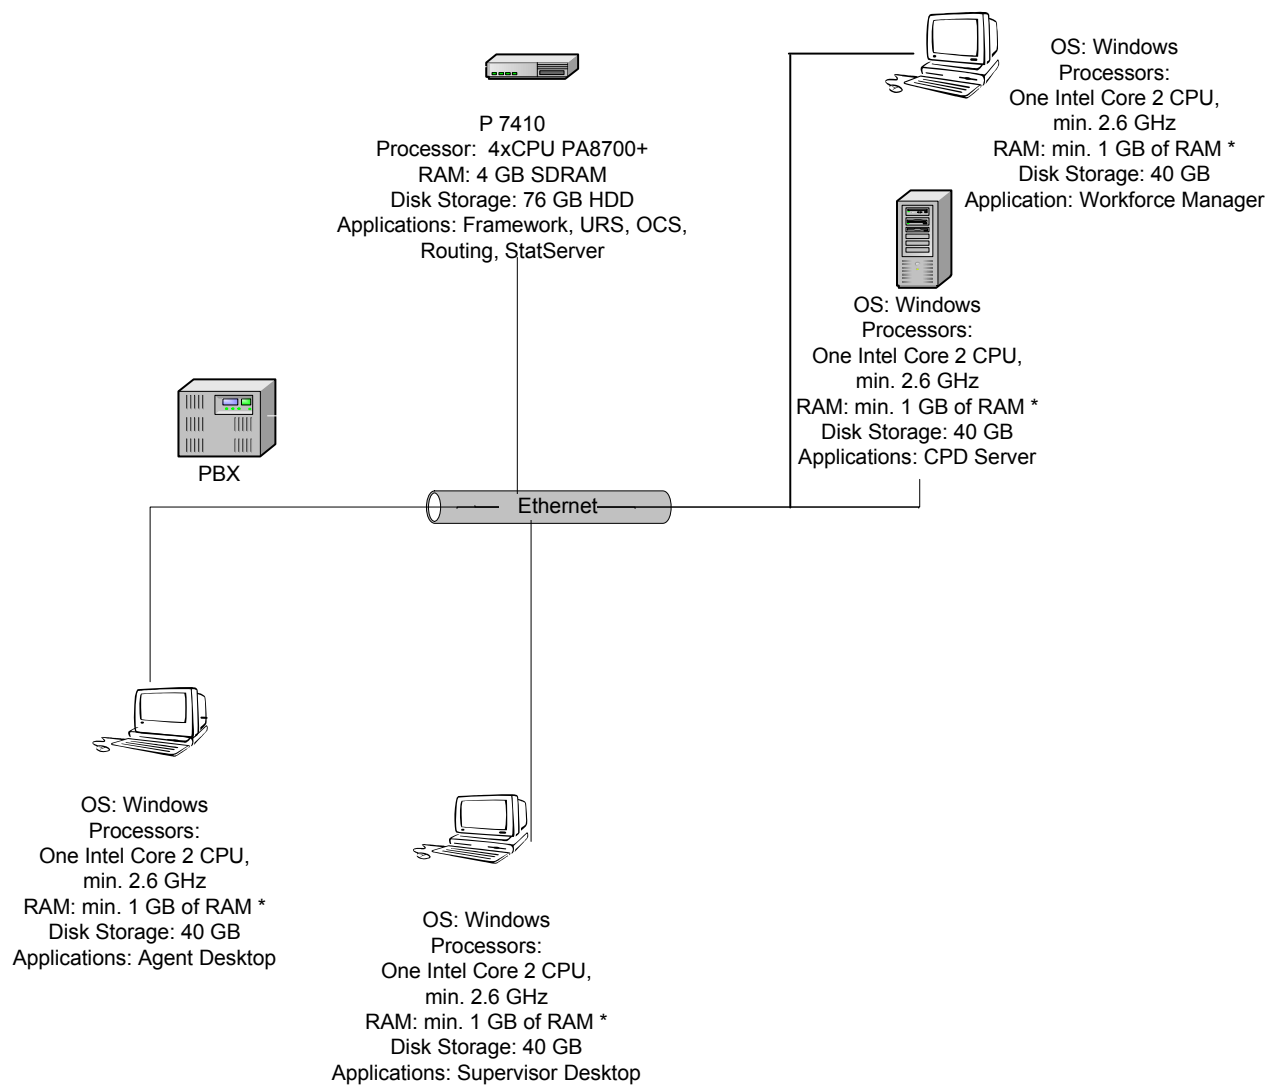 P 7410
Processor: 4xCPU PA8700+
RAM: 4 GB SDRAM
Disk Storage: 76 GB HDD
Applications: Framework, URS, OCS,
Routing, StatServer
OS: Windows
Processors:
One Intel Core 2 CPU,
min. 2.6 GHz
RAM: min. 1 GB of RAM *
Disk Storage: 40 GB
Application: Workforce Manager
OS: Windows
Processors:
One Intel Core 2 CPU,
min. 2.6 GHz
RAM: min. 1 GB of RAM *
Disk Storage: 40 GB
Applications: CPD Server
PBX
Ethernet
OS: Windows
Processors:
One Intel Core 2 CPU,
min. 2.6 GHz
RAM: min. 1 GB of RAM *
Disk Storage: 40 GB
Applications: Agent Desktop
OS: Windows
Processors:
One Intel Core 2 CPU,
min. 2.6 GHz
RAM: min. 1 GB of RAM *
Disk Storage: 40 GB
Applications: Supervisor Desktop